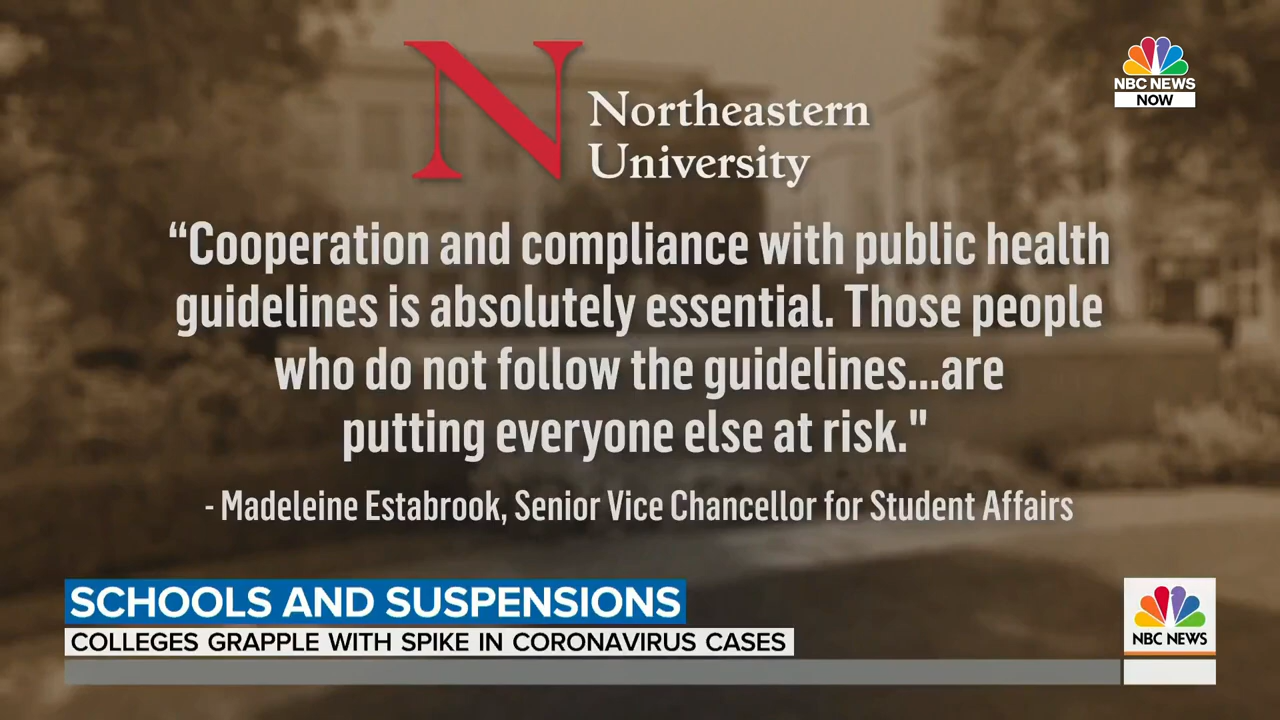 N
Northeastern
University
NBC NEWS
NOW
“Cooperation and compliance with public health
guidelines is absolutely essential. Those people
who do not follow the guidelines...are
putting everyone else at risk."
- Madeleine Estabrook, Senior Vice Chancellor for Student Affairs
SCHOOLS AND SUSPENSIONS
COLLEGES GRAPPLE WITH SPIKE IN CORONAVIRUS CASES
NBC NEWS